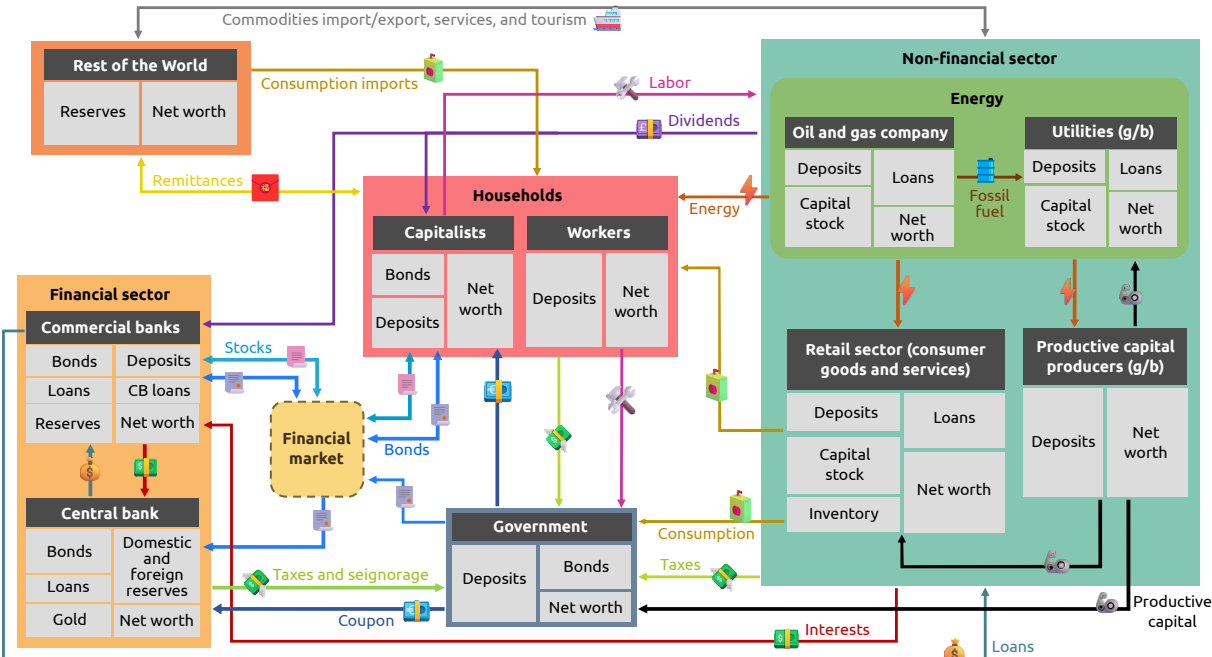 Commodities import/export, services, and tourism
Rest of the World
Reserves
Net worth
Consumption imports
Labor
Dividends
Remittances
Non-financial sector
Energy
Oil and gas company
Deposits
Loans
Capital
stock
Net
worth
Fossil
fuel
Utilities (g/b)
Deposits
Loans
Capital
stock
Net
worth
Energy
Households
Capitalists
Bonds
Deposits
Net
worth
Workers
Deposits
Net
worth
Financial sector
Commercial banks
Bonds
Deposits
Loans
CB loans
Reserves
Net worth
Stocks
Financial
market
Bonds
Retail sector (consumer
goods and services)
Deposits
Loans
Capital
stock
Inventory
Net worth
Productive capital
producers (g/b)
Deposits
Net
worth
Central bank
Bonds
Domestic
and
foreign
reserves
Loans
Gold
Net worth
Government
Deposits
Bonds
Net worth
Consumption
Taxes
Taxes and seignorage
Coupon
Interests
Productive
capital
Loans